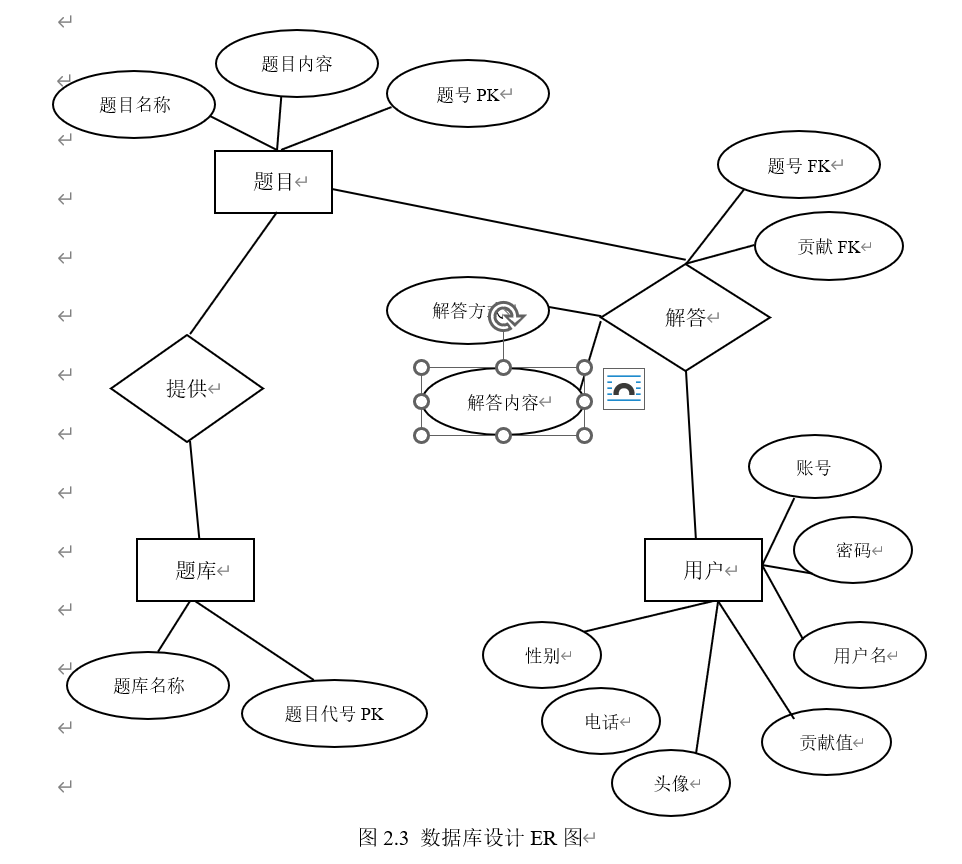 题目内容
题目名称
题号 PK
题目
题号 FK
贡献 FK
解答方式
解答
提供
解答内容
账号
密码
题库
用户
性别
用户名
题库名称
题目代号 PK
电话
贡献值
头像
图 2.3 数据库设计 ER 图